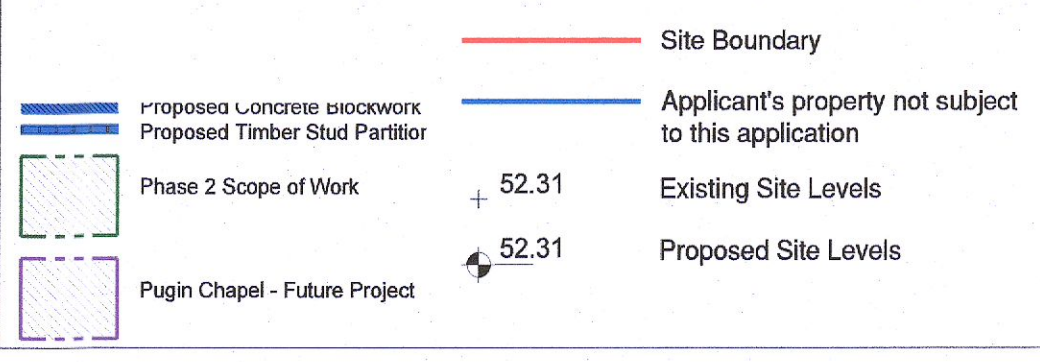 Proposed Concrete Blockwork
Proposed Timber Stud Partition
Phase 2 Scope of Work
Pugin Chapel - Future Project
Site Boundary
Applicant's property not subject
to this application
52.31
Existing Site Levels
52.31
Proposed Site Levels